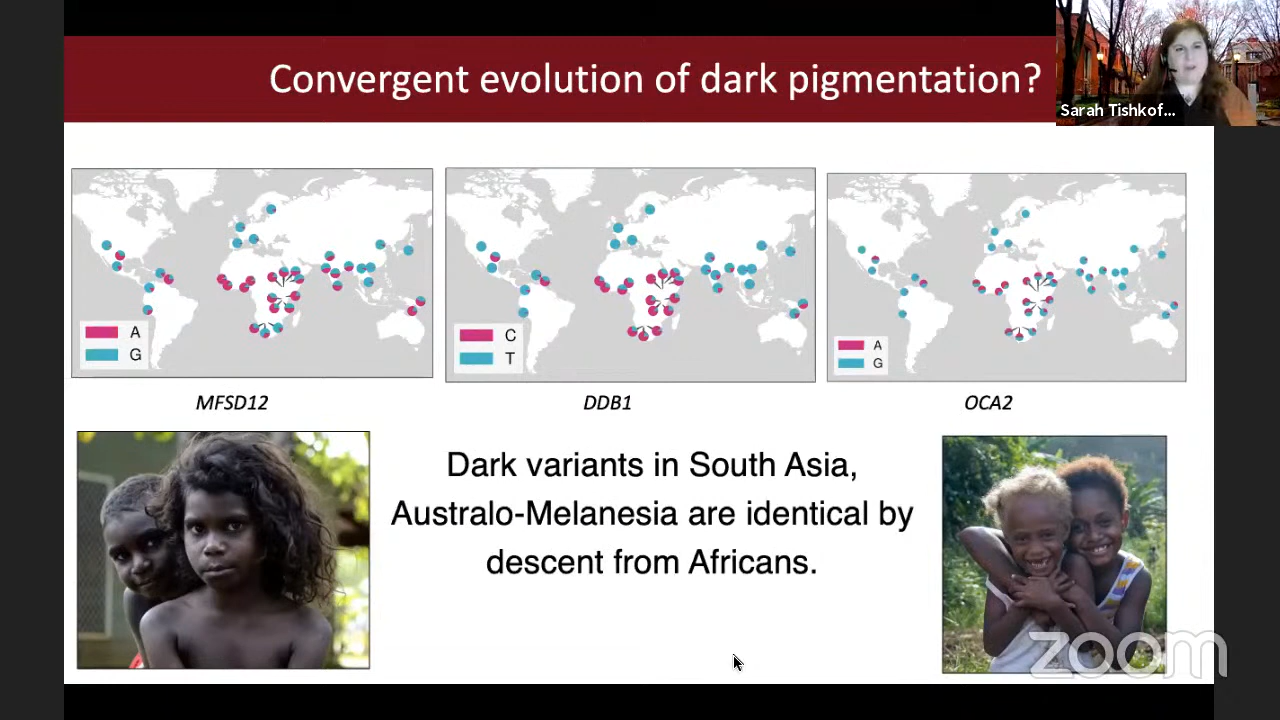 Convergent evolution of dark pigmentation?
Sarah Tishkof...
A
G
C
T
A
G
MFSD12
DDB1
OCA2
Dark variants in South Asia,
Australo-Melanesia are identical by
descent from Africans.
zoom